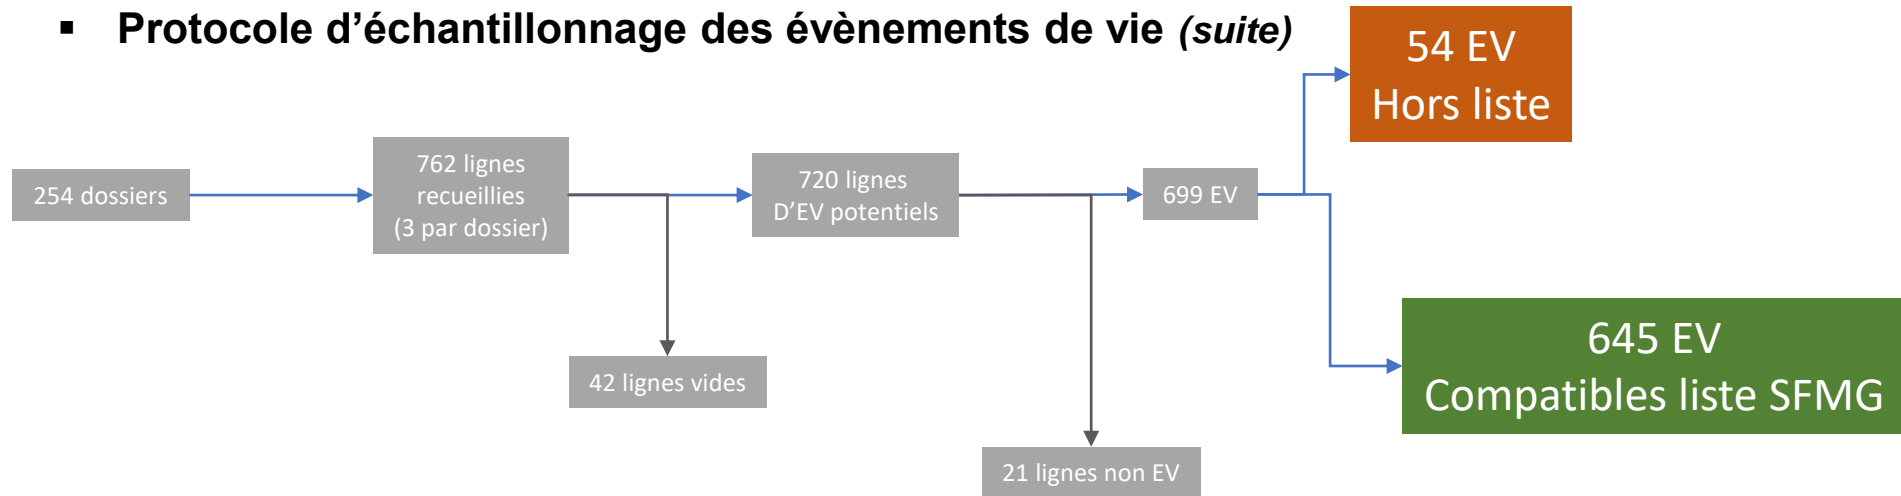 ▪ Protocole d’échantillonnage des évènements de vie (suite)
254 dossiers
762 lignes
recueillies
(3 par dossier)
42 lignes vides
720 lignes
D’EV potentiels
21 lignes non EV
699 EV
54 EV
Hors liste
645 EV
Compatibles liste SFMG